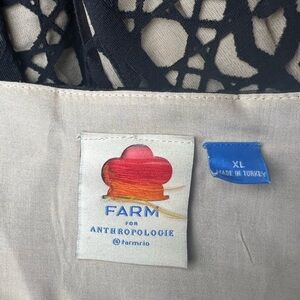 FARM
FOR
ANTHROPOLOGIE
@farmrio
XL
MADE IN TURKEY